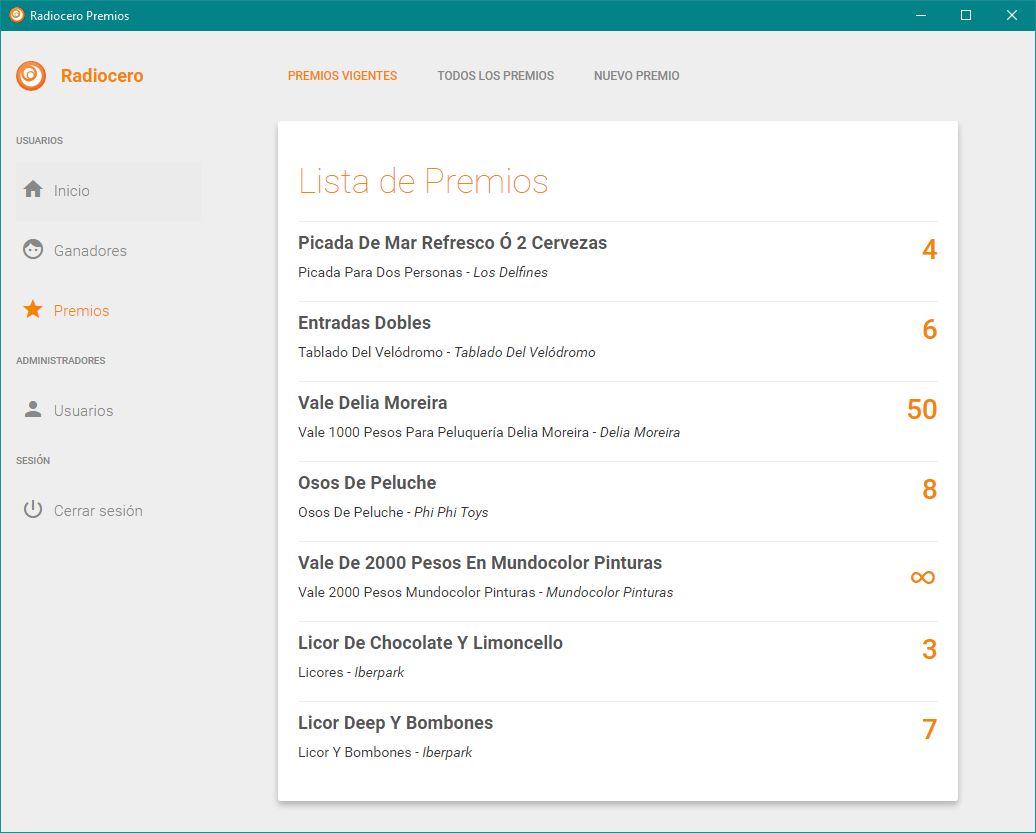 Radiocero Premios
Radiocero
PREMIOS VIGENTES TODOS LOS PREMIOS NUEVO PREMIO
USUARIOS
Inicio
Ganadores
Premios
ADMINISTRADORES
Usuarios
SESIÓN
Cerrar sesión
Lista de Premios
Picada De Mar Refresco Ó 2 Cervezas 4
Picada Para Dos Personas - Los Delfines
Entradas Dobles 6
Tablado Del Velódromo - Tablado Del Velódromo
Vale Delia Moreira 50
Vale 1000 Pesos Para Peluquería Delia Moreira - Delia Moreira
Osos De Peluche 8
Osos De Peluche - Phi Phi Toys
Vale De 2000 Pesos En Mundocolor Pinturas ∞
Vale 2000 Pesos Mundocolor Pinturas - Mundocolor Pinturas
Licor De Chocolate Y Limoncello 3
Licores - Iberpark
Licor Deep Y Bombones 7
Licor Y Bombones - Iberpark